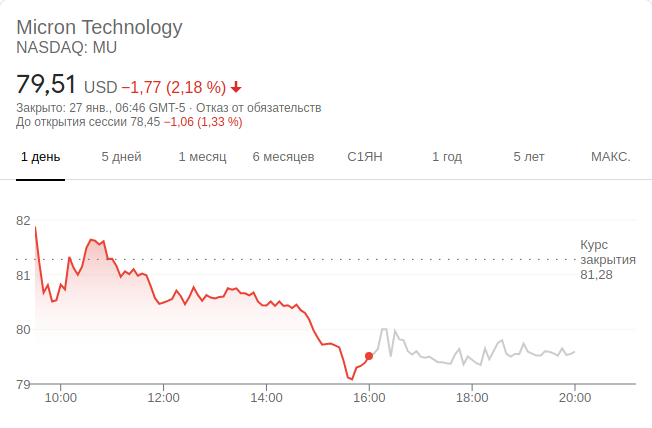 Micron Technology
NASDAQ: MU
79,51 USD −1,77 (2,18 %)
Закрыто: 27 янв., 06:46 GMT-5 · Отказ от обязательств
До открытия сессии 78,45 −1,06 (1,33 %)
1 день 5 дней 1 месяц 6 месяцев С1ЯН 1 год 5 лет МАКС.
82
Курс
закрытия
81,28
81
80
79
10:00 12:00 14:00 16:00 18:00 20:00